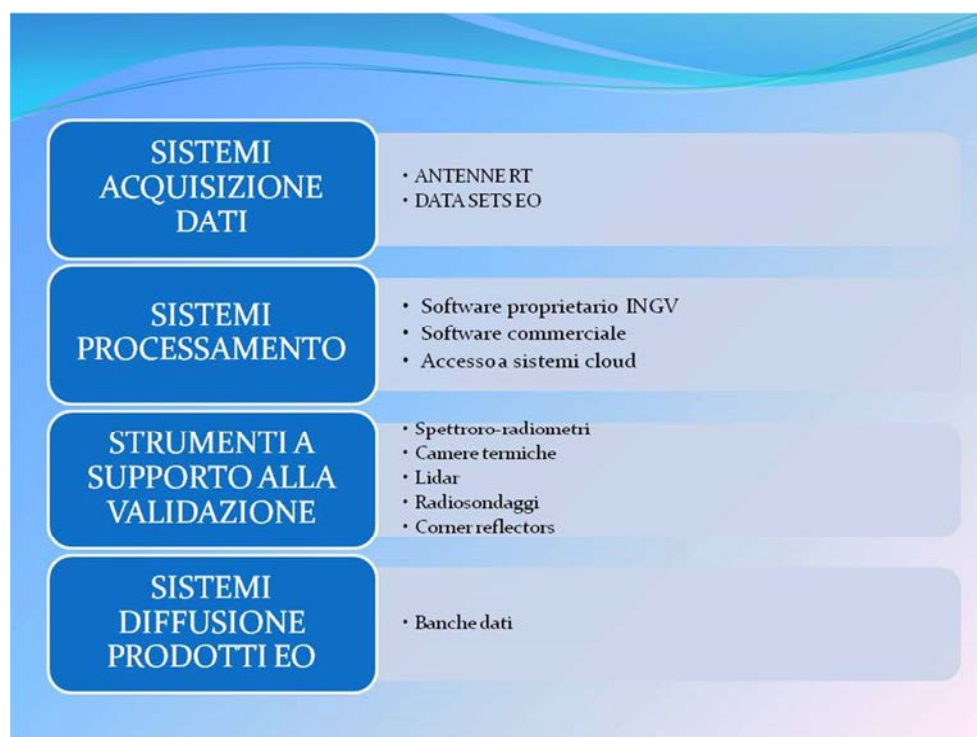 SISTEMI
ACQUISIZIONE
DATI
• ANTENNE RT
• DATA SETS EO
SISTEMI
PROCESSAMENTO
• Software proprietario INGV
• Software commerciale
• Accesso a sistemi cloud
STRUMENTI A
SUPPORTO ALLA
VALIDAZIONE
• Spettroro-radiometri
• Camere termiche
• Lidar
• Radiosondaggi
• Corner reflectors
SISTEMI
DIFFUSIONE
PRODOTTI EO
• Banche dati